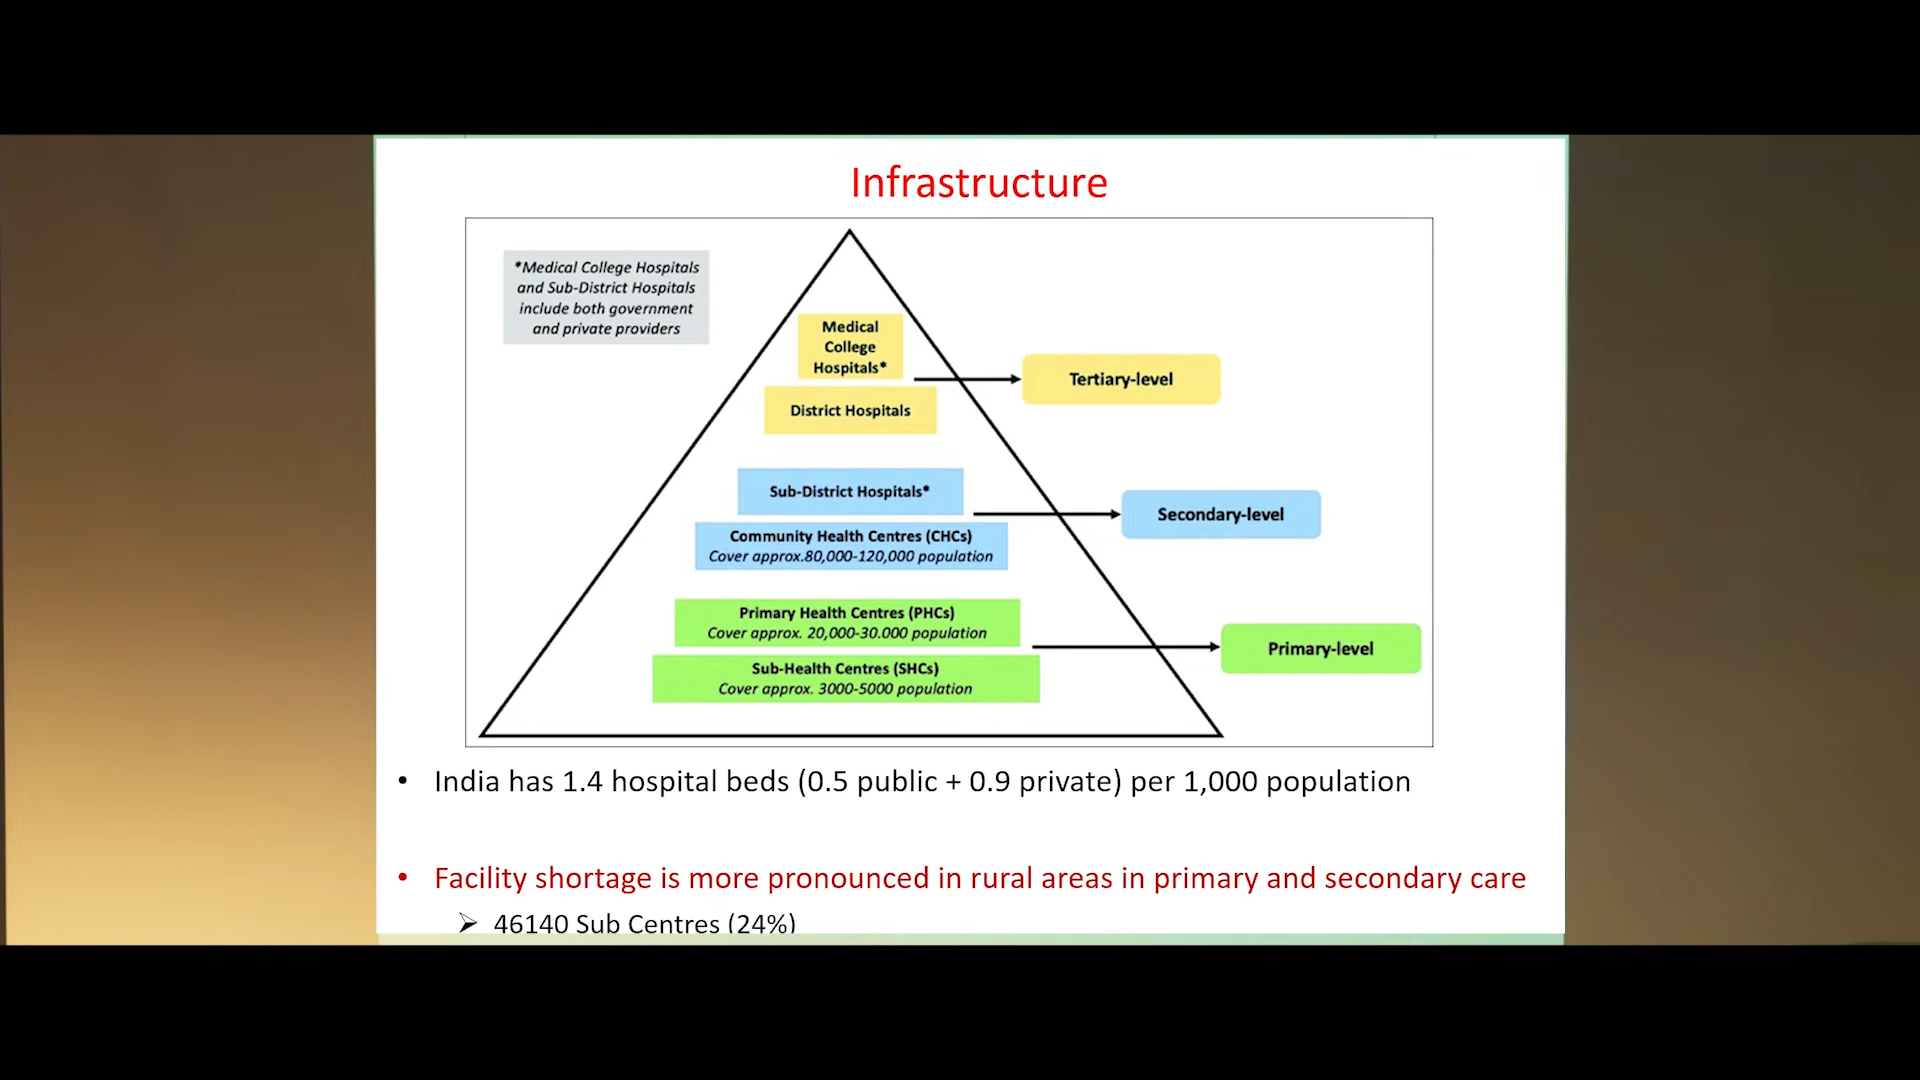 Infrastructure
*Medical College Hospitals
and Sub-District Hospitals
include both government
and private providers
Medical
College
Hospitals*
District Hospitals
Tertiary-level
Sub-District Hospitals*
Community Health Centres (CHCs)
Cover approx.80,000-120,000 population
Secondary-level
Primary Health Centres (PHCs)
Cover approx. 20,000-30.000 population
Sub-Health Centres (SHCs)
Cover approx. 3000-5000 population
Primary-level
• India has 1.4 hospital beds (0.5 public + 0.9 private) per 1,000 population
• Facility shortage is more pronounced in rural areas in primary and secondary care
➢ 46140 Sub Centres (24%)